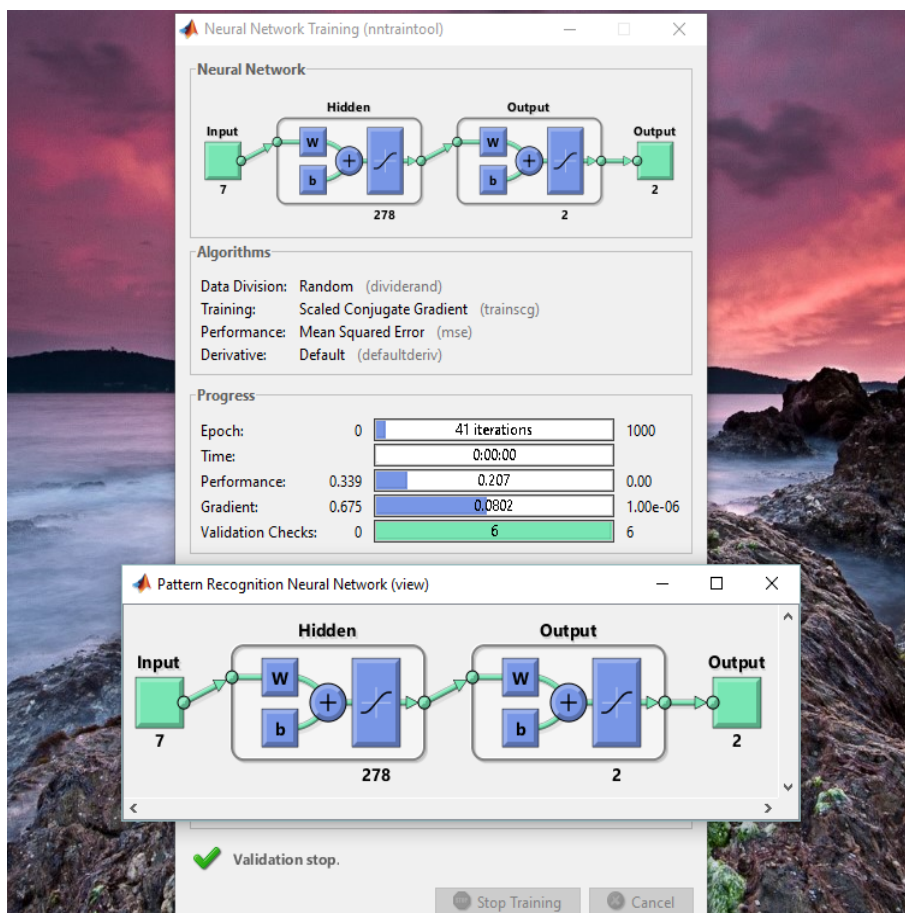 Neural Network Training (nntraintool)
Neural Network
Hidden Output
Input Output
W W
b b
7 2
278 2
Algorithms
Data Division: Random (dividerand)
Training: Scaled Conjugate Gradient (trainscg)
Performance: Mean Squared Error (mse)
Derivative: Default (defaultderiv)
Progress
Epoch: 0 41 iterations 1000
Time: 0:00:00
Performance: 0.339 0.207 0.00
Gradient: 0.675 0.0802 1.00e-06
Validation Checks: 0 6 6
Pattern Recognition Neural Network (view)
Hidden Output
Input Output
W W
b b
7 2
278 2
Validation stop.
Stop Training Cancel